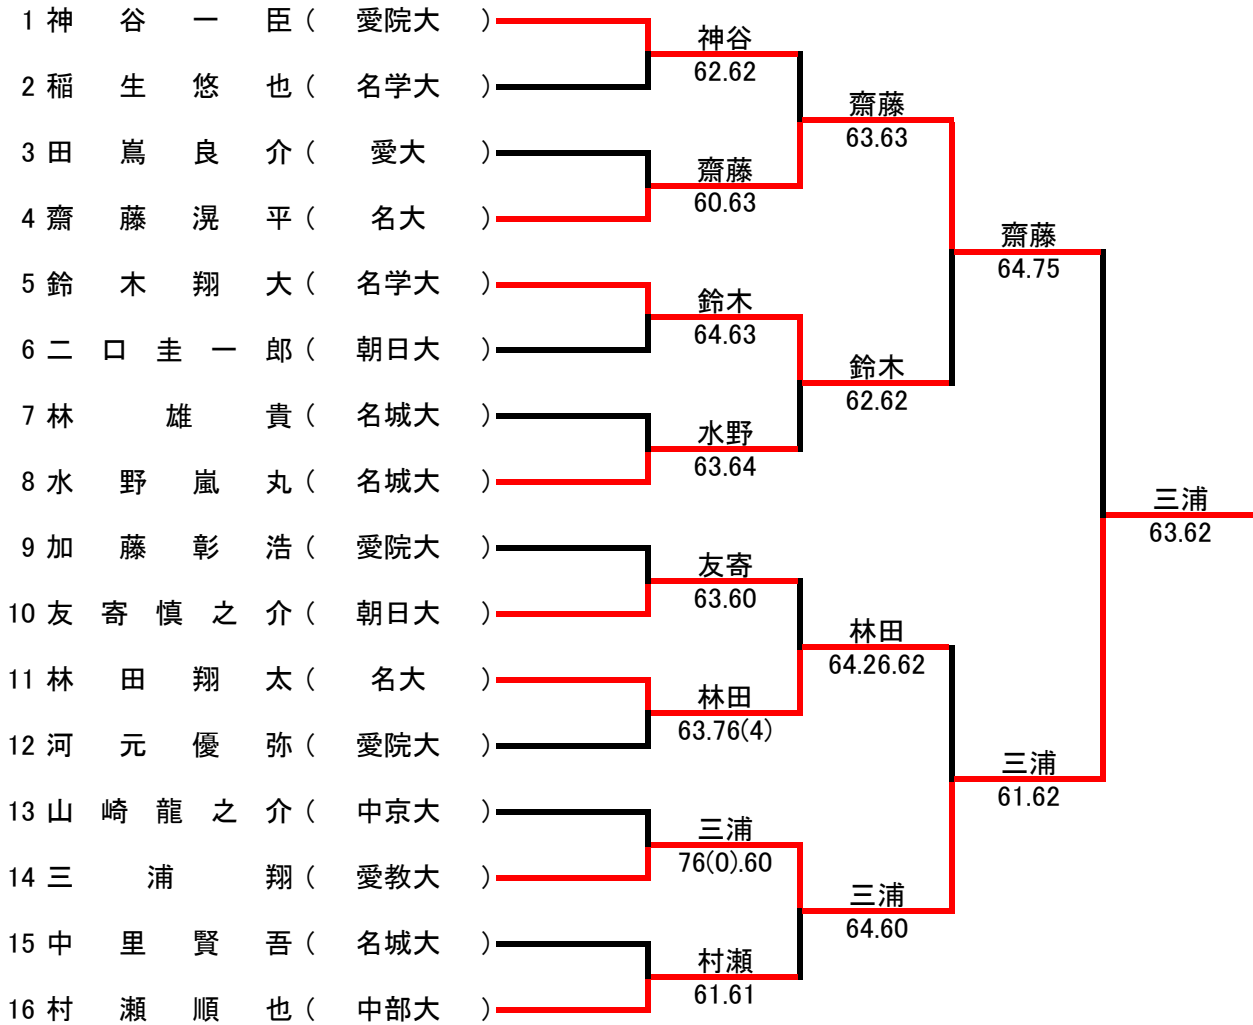 1 神谷一臣 ( 愛院大 )
2 稲生悠也 ( 名学大 )
3 田嶌良介 ( 愛大 )
4 齋藤滉平 ( 名大 )
5 鈴木翔大 ( 名学大 )
6 二口圭一郎 ( 朝日大 )
7 林雄貴 ( 名城大 )
8 水野嵐丸 ( 名城大 )
9 加藤彰浩 ( 愛院大 )
10 友寄慎之介 ( 朝日大 )
11 林田翔太 ( 名大 )
12 河元優弥 ( 愛院大 )
13 山崎龍之介 ( 中京大 )
14 三浦翔 ( 愛教大 )
15 中里賢吾 ( 名城大 )
16 村瀬順也 ( 中部大 )
神谷
62.62
齋藤
60.63
鈴木
64.63
水野
63.64
友寄
63.60
林田
63.76(4)
三浦
76(0).60
村瀬
61.61
齋藤
63.63
鈴木
62.62
林田
64.26.62
三浦
64.60
齋藤
64.75
三浦
61.62
三浦
63.62